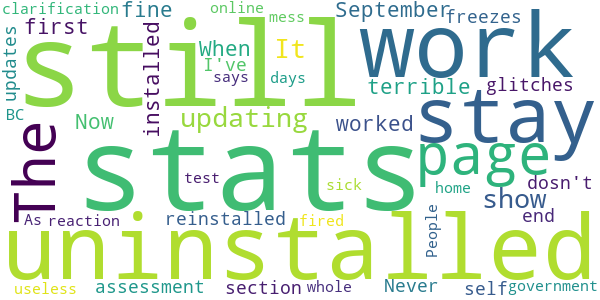 clarification fine online mess September freezes
updates first installed When It I've says days still work
terrible glitches
BC Now updating worked stay
The stats page
test sick home show dosn't
As reaction reinstalled fired People end
uninstalled
useless assessment section whole Never self government